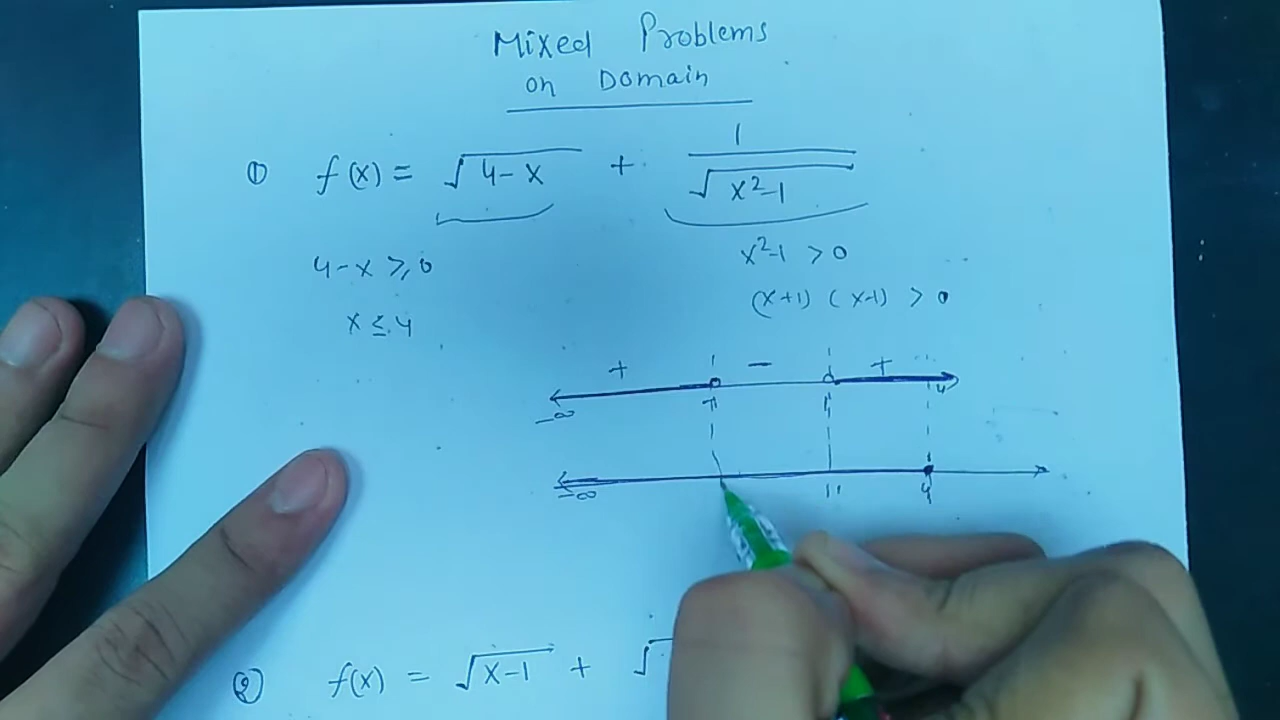 Mixed Problems
on Domain
① f(x) = √4-x + 1/√x²-1
4-x ≥ 0
x²-1 > 0
(x+1) (x-1) > 0
x ≤ 4
+ - +
-∞ -1 1 4
-∞ 1 4
② f(x) = √x-1 + √